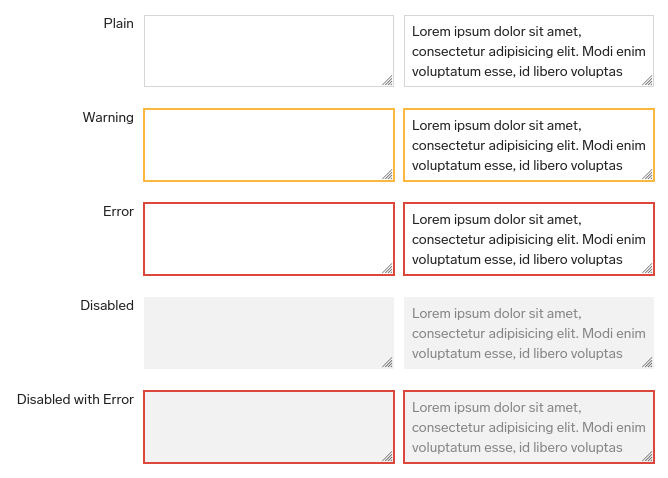 Plain
Lorem ipsum dolor sit amet,
consectetur adipisicing elit. Modi enim
voluptatum esse, id libero voluptas
Warning
Lorem ipsum dolor sit amet,
consectetur adipisicing elit. Modi enim
voluptatum esse, id libero voluptas
Error
Lorem ipsum dolor sit amet,
consectetur adipisicing elit. Modi enim
voluptatum esse, id libero voluptas
Disabled
Lorem ipsum dolor sit amet,
consectetur adipisicing elit. Modi enim
voluptatum esse, id libero voluptas
Disabled with Error
Lorem ipsum dolor sit amet,
consectetur adipisicing elit. Modi enim
voluptatum esse, id libero voluptas